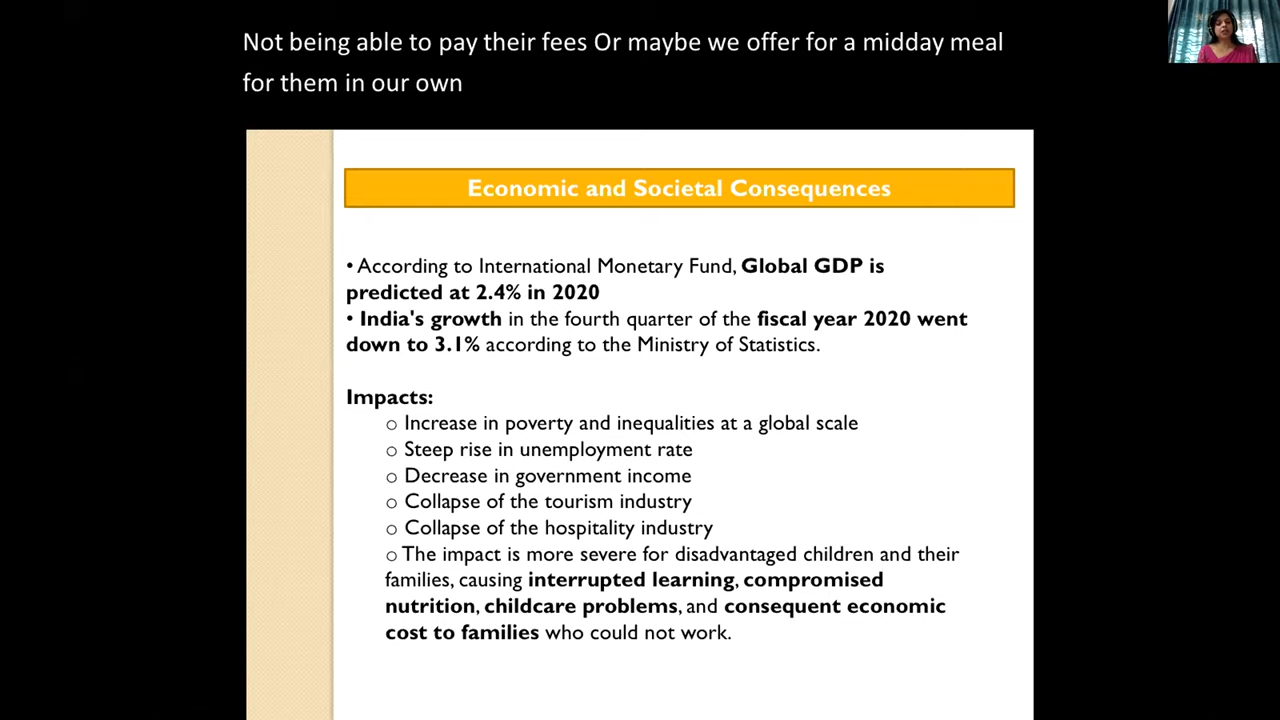 Not being able to pay their fees Or maybe we offer for a midday meal
for them in our own
Economic and Societal Consequences
• According to International Monetary Fund, Global GDP is
predicted at 2.4% in 2020
• India's growth in the fourth quarter of the fiscal year 2020 went
down to 3.1% according to the Ministry of Statistics.
Impacts:
o Increase in poverty and inequalities at a global scale
o Steep rise in unemployment rate
o Decrease in government income
o Collapse of the tourism industry
o Collapse of the hospitality industry
o The impact is more severe for disadvantaged children and their
families, causing interrupted learning, compromised
nutrition, childcare problems, and consequent economic
cost to families who could not work.